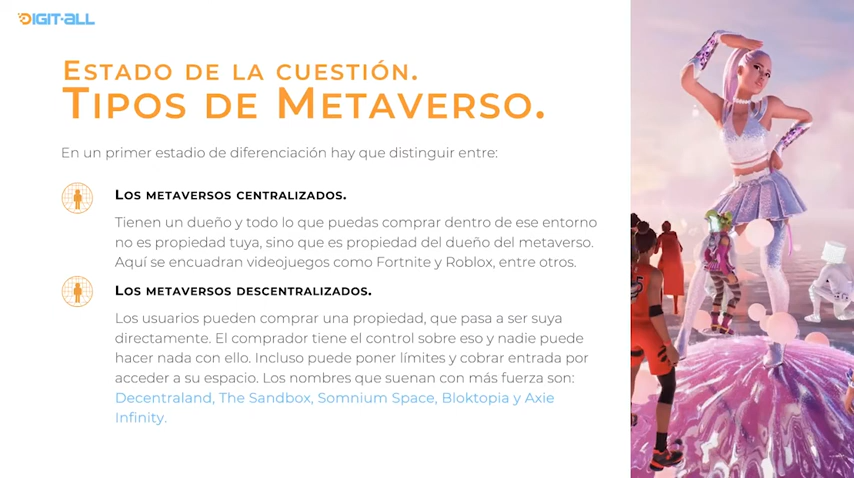 DIGIT-ALL
Estado de la cuestión.
Tipos de Metaverso.
En un primer estadio de diferenciación hay que distinguir entre:
Los metaversos centralizados.
Tienen un dueño y todo lo que puedas comprar dentro de ese entorno
no es propiedad tuya, sino que es propiedad del dueño del metaverso.
Aquí se encuadran videojuegos como Fortnite y Roblox, entre otros.
Los metaversos descentralizados.
Los usuarios pueden comprar una propiedad, que pasa a ser suya
directamente. El comprador tiene el control sobre eso y nadie puede
hacer nada con ello. Incluso puede poner límites y cobrar entrada por
acceder a su espacio. Los nombres que suenan con más fuerza son:
Decentraland, The Sandbox, Somnium Space, Bloktopia y Axie
Infinity.